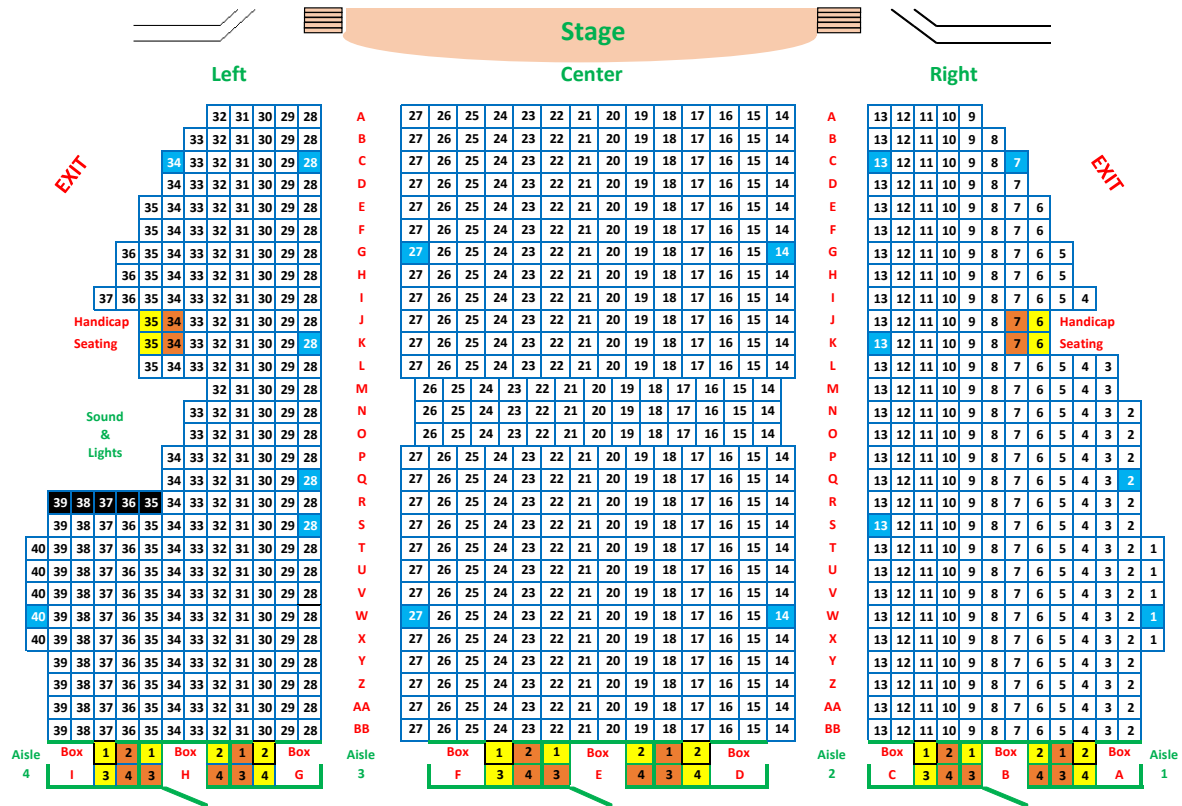 Stage
Left Center Right
32 31 30 29 28 A 27 26 25 24 23 22 21 20 19 18 17 16 15 14 A 13 12 11 10 9
33 32 31 30 29 28 B 27 26 25 24 23 22 21 20 19 18 17 16 15 14 B 13 12 11 10 9 8
EXIT 34 33 32 31 30 29 28 C 27 26 25 24 23 22 21 20 19 18 17 16 15 14 C 13 12 11 10 9 8 7 EXIT
34 33 32 31 30 29 28 D 27 26 25 24 23 22 21 20 19 18 17 16 15 14 D 13 12 11 10 9 8 7
35 34 33 32 31 30 29 28 E 27 26 25 24 23 22 21 20 19 18 17 16 15 14 E 13 12 11 10 9 8 7 6
35 34 33 32 31 30 29 28 F 27 26 25 24 23 22 21 20 19 18 17 16 15 14 F 13 12 11 10 9 8 7 6
36 35 34 33 32 31 30 29 28 G 27 26 25 24 23 22 21 20 19 18 17 16 15 14 G 13 12 11 10 9 8 7 6 5
36 35 34 33 32 31 30 29 28 H 27 26 25 24 23 22 21 20 19 18 17 16 15 14 H 13 12 11 10 9 8 7 6 5
37 36 35 34 33 32 31 30 29 28 I 27 26 25 24 23 22 21 20 19 18 17 16 15 14 I 13 12 11 10 9 8 7 6 5 4
Handicap 35 34 33 32 31 30 29 28 J 27 26 25 24 23 22 21 20 19 18 17 16 15 14 J 13 12 11 10 9 8 7 6 Handicap
Seating 35 34 33 32 31 30 29 28 K 27 26 25 24 23 22 21 20 19 18 17 16 15 14 K 13 12 11 10 9 8 7 6 Seating
35 34 33 32 31 30 29 28 L 27 26 25 24 23 22 21 20 19 18 17 16 15 14 L 13 12 11 10 9 8 7 6 5 4 3
32 31 30 29 28 M 26 25 24 23 22 21 20 19 18 17 16 15 14 M 13 12 11 10 9 8 7 6 5 4 3
Sound 33 32 31 30 29 28 N 26 25 24 23 22 21 20 19 18 17 16 15 14 N 13 12 11 10 9 8 7 6 5 4 3 2
& 33 32 31 30 29 28 O 26 25 24 23 22 21 20 19 18 17 16 15 14 O 13 12 11 10 9 8 7 6 5 4 3 2
Lights 34 33 32 31 30 29 28 P 27 26 25 24 23 22 21 20 19 18 17 16 15 14 P 13 12 11 10 9 8 7 6 5 4 3 2
34 33 32 31 30 29 28 Q 27 26 25 24 23 22 21 20 19 18 17 16 15 14 Q 13 12 11 10 9 8 7 6 5 4 3 2
39 38 37 36 35 34 33 32 31 30 29 28 R 27 26 25 24 23 22 21 20 19 18 17 16 15 14 R 13 12 11 10 9 8 7 6 5 4 3 2
39 38 37 36 35 34 33 32 31 30 29 28 S 27 26 25 24 23 22 21 20 19 18 17 16 15 14 S 13 12 11 10 9 8 7 6 5 4 3 2
40 39 38 37 36 35 34 33 32 31 30 29 28 T 27 26 25 24 23 22 21 20 19 18 17 16 15 14 T 13 12 11 10 9 8 7 6 5 4 3 2 1
40 39 38 37 36 35 34 33 32 31 30 29 28 U 27 26 25 24 23 22 21 20 19 18 17 16 15 14 U 13 12 11 10 9 8 7 6 5 4 3 2 1
40 39 38 37 36 35 34 33 32 31 30 29 28 V 27 26 25 24 23 22 21 20 19 18 17 16 15 14 V 13 12 11 10 9 8 7 6 5 4 3 2 1
40 39 38 37 36 35 34 33 32 31 30 29 28 W 27 26 25 24 23 22 21 20 19 18 17 16 15 14 W 13 12 11 10 9 8 7 6 5 4 3 2 1
40 39 38 37 36 35 34 33 32 31 30 29 28 X 27 26 25 24 23 22 21 20 19 18 17 16 15 14 X 13 12 11 10 9 8 7 6 5 4 3 2 1
39 38 37 36 35 34 33 32 31 30 29 28 Y 27 26 25 24 23 22 21 20 19 18 17 16 15 14 Y 13 12 11 10 9 8 7 6 5 4 3 2
39 38 37 36 35 34 33 32 31 30 29 28 Z 27 26 25 24 23 22 21 20 19 18 17 16 15 14 Z 13 12 11 10 9 8 7 6 5 4 3 2
39 38 37 36 35 34 33 32 31 30 29 28 AA 27 26 25 24 23 22 21 20 19 18 17 16 15 14 AA 13 12 11 10 9 8 7 6 5 4 3 2
39 38 37 36 35 34 33 32 31 30 29 28 BB 27 26 25 24 23 22 21 20 19 18 17 16 15 14 BB 13 12 11 10 9 8 7 6 5 4 3 2
Aisle Box 1 2 1 Box 2 1 2 Box Aisle Box 1 2 1 Box 2 1 2 Box Aisle Box 1 2 1 Box 2 1 2 Box Aisle
4 I 3 4 3 H 4 3 4 G 3 F 3 4 3 E 4 3 4 D 2 C 3 4 3 B 4 3 4 A 1